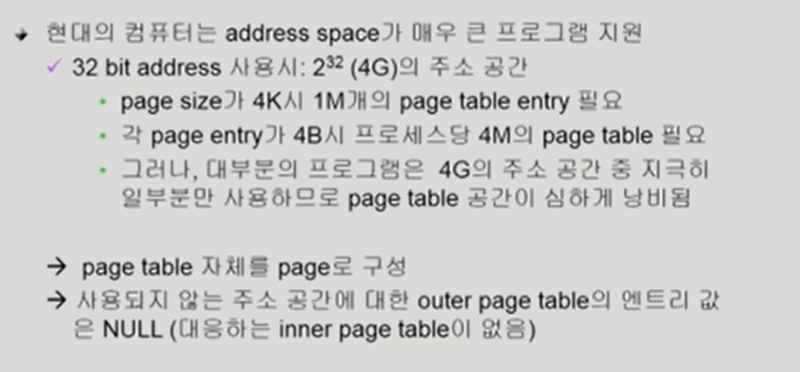 현대의 컴퓨터는 address space가 매우 큰 프로그램 지원
✓ 32 bit address 사용시: 2³² (4G)의 주소 공간
• page size가 4K시 1M개의 page table entry 필요
• 각 page entry가 4B시 프로세스당 4M의 page table 필요
• 그러나, 대부분의 프로그램은 4G의 주소 공간 중 지극히
일부분만 사용하므로 page table 공간이 심하게 낭비됨
→ page table 자체를 page로 구성
→ 사용되지 않는 주소 공간에 대한 outer page table의 엔트리 값
은 NULL (대응하는 inner page table이 없음)